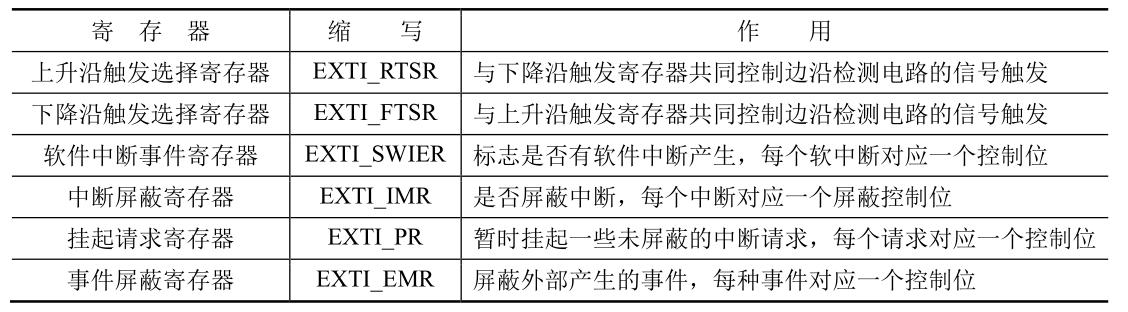 寄 存 器 缩 写 作 用
上升沿触发选择寄存器 EXTI_RTSR 与下降沿触发寄存器共同控制边沿检测电路的信号触发
下降沿触发选择寄存器 EXTI_FTSR 与上升沿触发寄存器共同控制边沿检测电路的信号触发
软件中断事件寄存器 EXTI_SWIER 标志是否有软件中断产生，每个软中断对应一个控制位
中断屏蔽寄存器 EXTI_IMR 是否屏蔽中断，每个中断对应一个屏蔽控制位
挂起请求寄存器 EXTI_PR 暂时挂起一些未屏蔽的中断请求，每个请求对应一个控制位
事件屏蔽寄存器 EXTI_EMR 屏蔽外部产生的事件，每种事件对应一个控制位